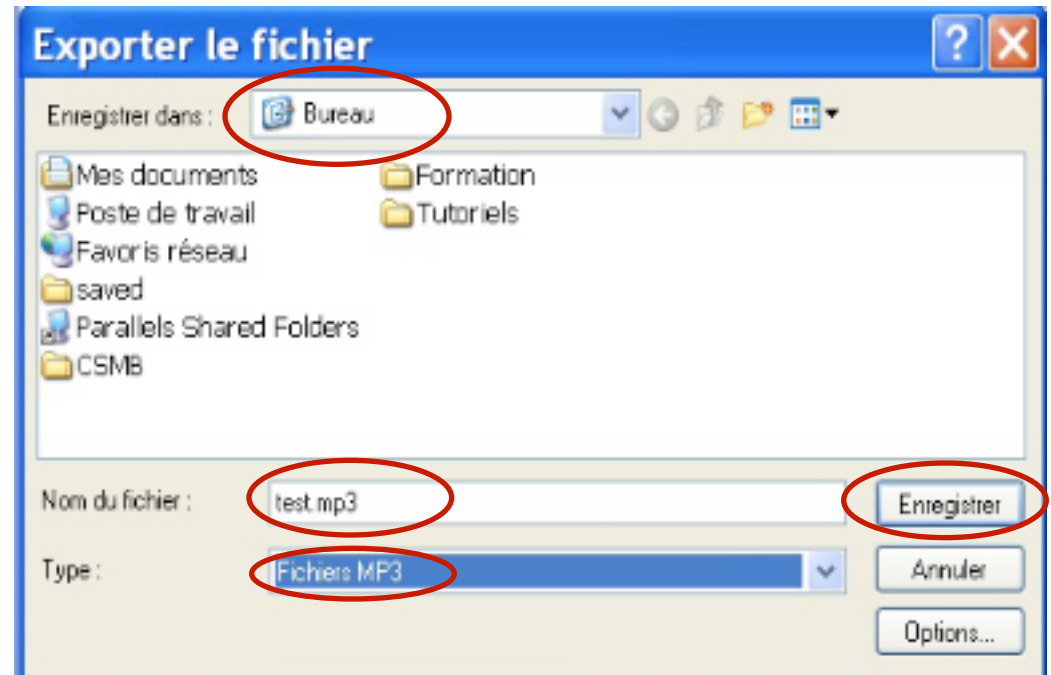 Exporter le fichier
Enregistrer dans : Bureau
Mes documents Formation
Poste de travail Tutoriels
Favoris réseau
saved
Parallels Shared Folders
CSMB
Nom du fichier : test.mp3 Enregistrer
Type : Fichiers MP3 Annuler
Options...